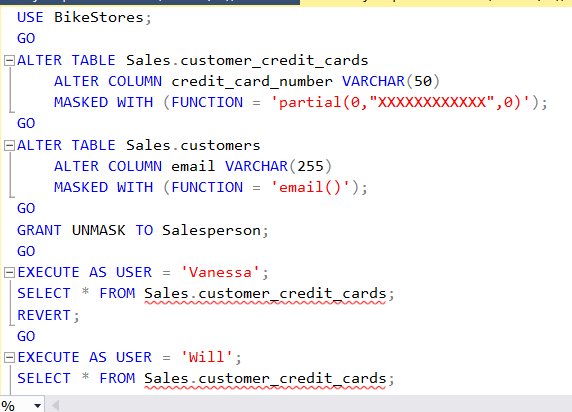 USE BikeStores;
GO
ALTER TABLE Sales.customer_credit_cards
ALTER COLUMN credit_card_number VARCHAR(50)
MASKED WITH (FUNCTION = 'partial(0,"XXXXXXXXXXXX",0)');
GO
ALTER TABLE Sales.customers
ALTER COLUMN email VARCHAR(255)
MASKED WITH (FUNCTION = 'email()');
GO
GRANT UNMASK TO Salesperson;
GO
EXECUTE AS USER = 'Vanessa';
SELECT * FROM Sales.customer_credit_cards;
REVERT;
GO
EXECUTE AS USER = 'Will';
SELECT * FROM Sales.customer_credit_cards;
%